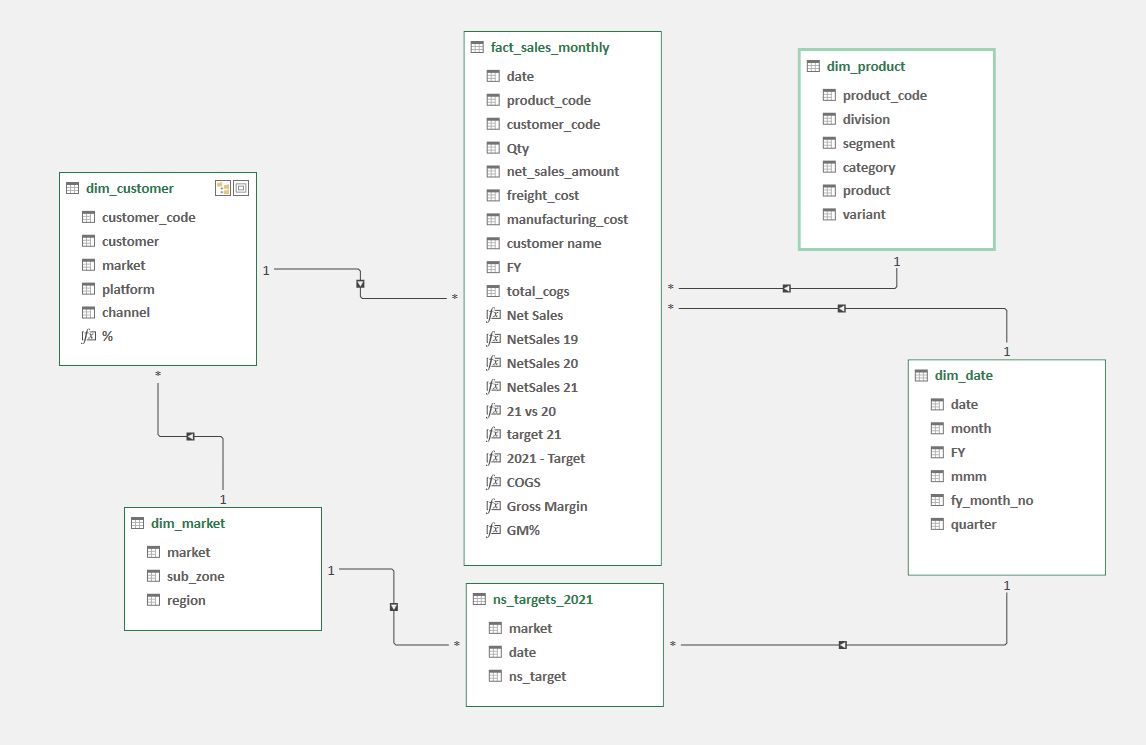 fact_sales_monthly
date
product_code
customer_code
Qty
net_sales_amount
freight_cost
manufacturing_cost
customer name
FY
total_cogs
Net Sales
NetSales 19
NetSales 20
NetSales 21
21 vs 20
target 21
2021 - Target
COGS
Gross Margin
GM%
dim_product
product_code
division
segment
category
product
variant
dim_customer
customer_code
customer
market
platform
channel
%
1
*
1
*
*
1
dim_date
date
month
FY
mmm
fy_month_no
quarter
*
1
dim_market
market
sub_zone
region
1
*
ns_targets_2021
market
date
ns_target
1
*